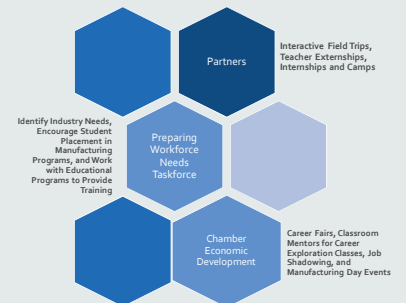 Partners
Interactive Field Trips,
Teacher Externships,
Internships and Camps
Identify Industry Needs,
Encourage Student
Placement in
Manufacturing
Programs, and Work
with Educational
Programs to Provide
Training
Preparing
Workforce
Needs
Taskforce
Chamber
Economic
Development
Career Fairs, Classroom
Mentors for Career
Exploration Classes, Job
Shadowing, and
Manufacturing Day Events